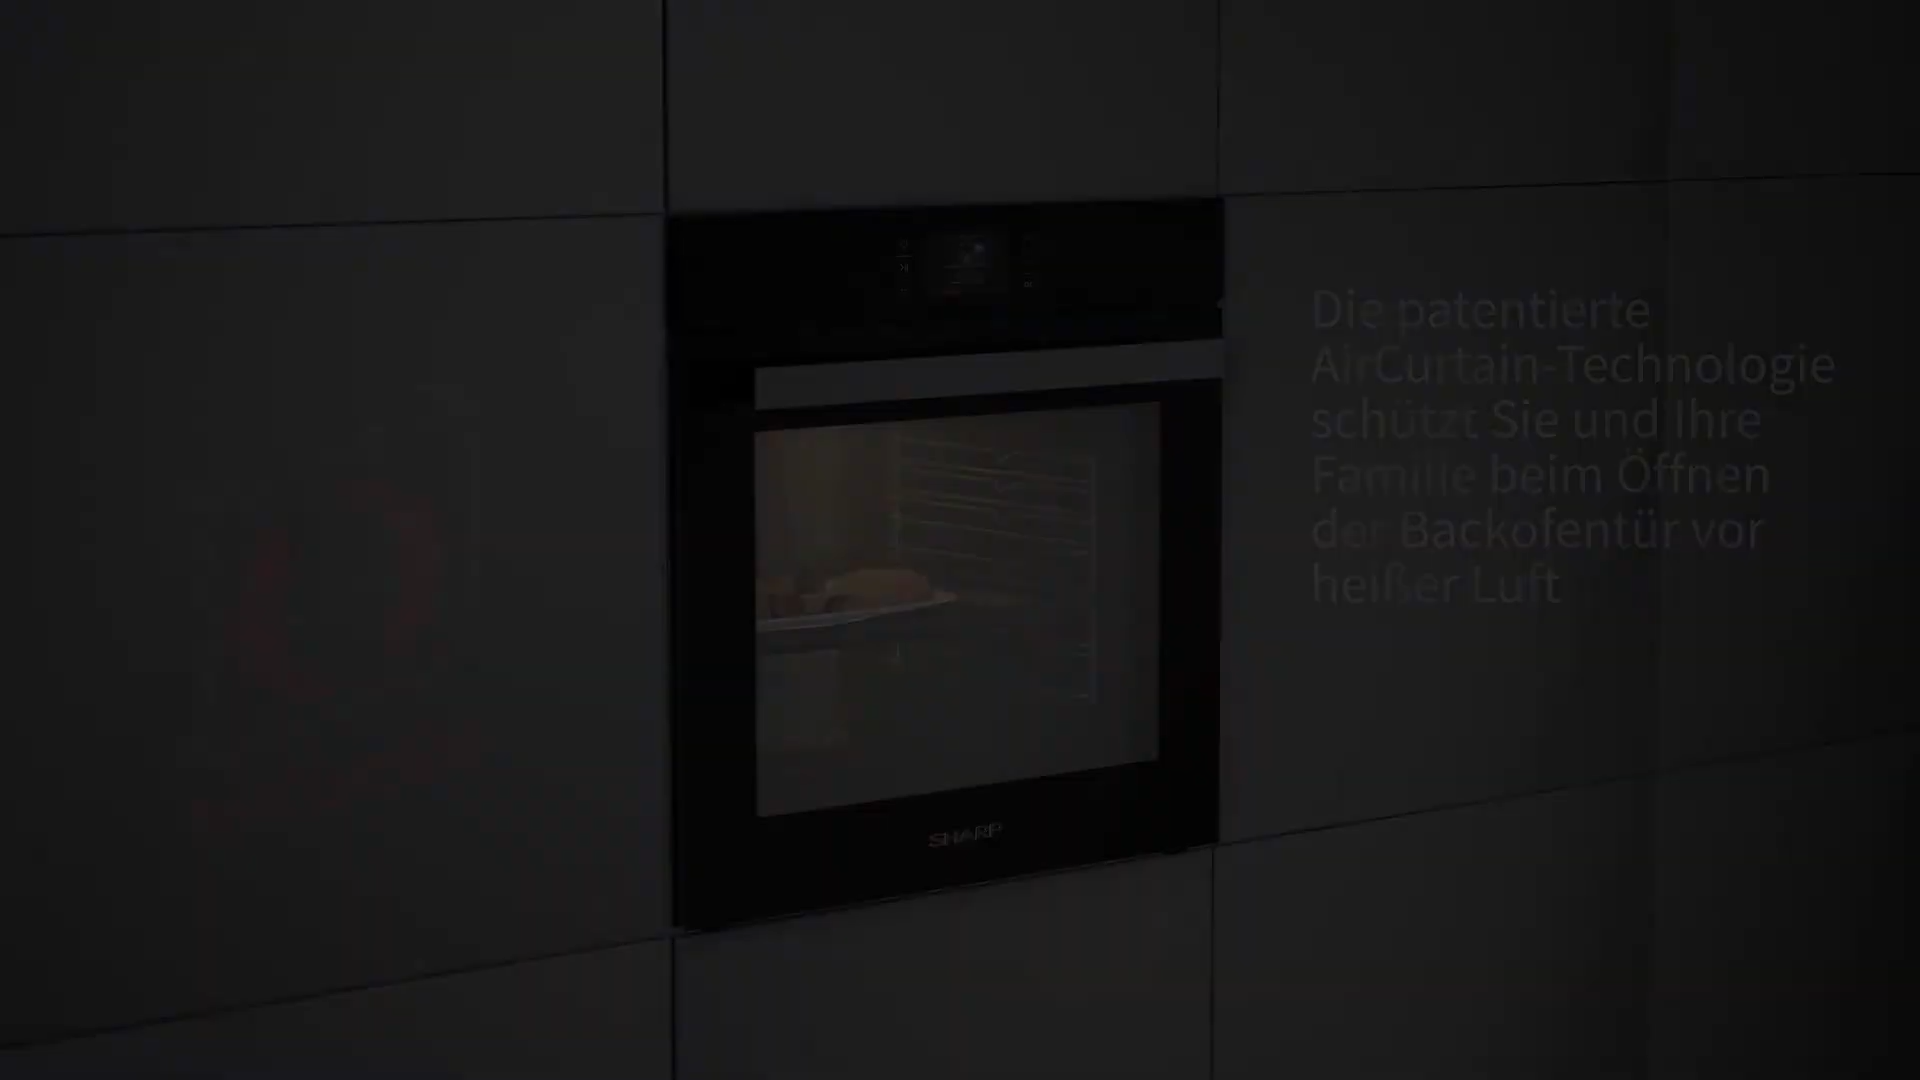 Die patentierte
AirCurtain-Technologie
schützt Sie und Ihre
Familie beim Öffnen
der Backofentür vor
heißer Luft
SHARP